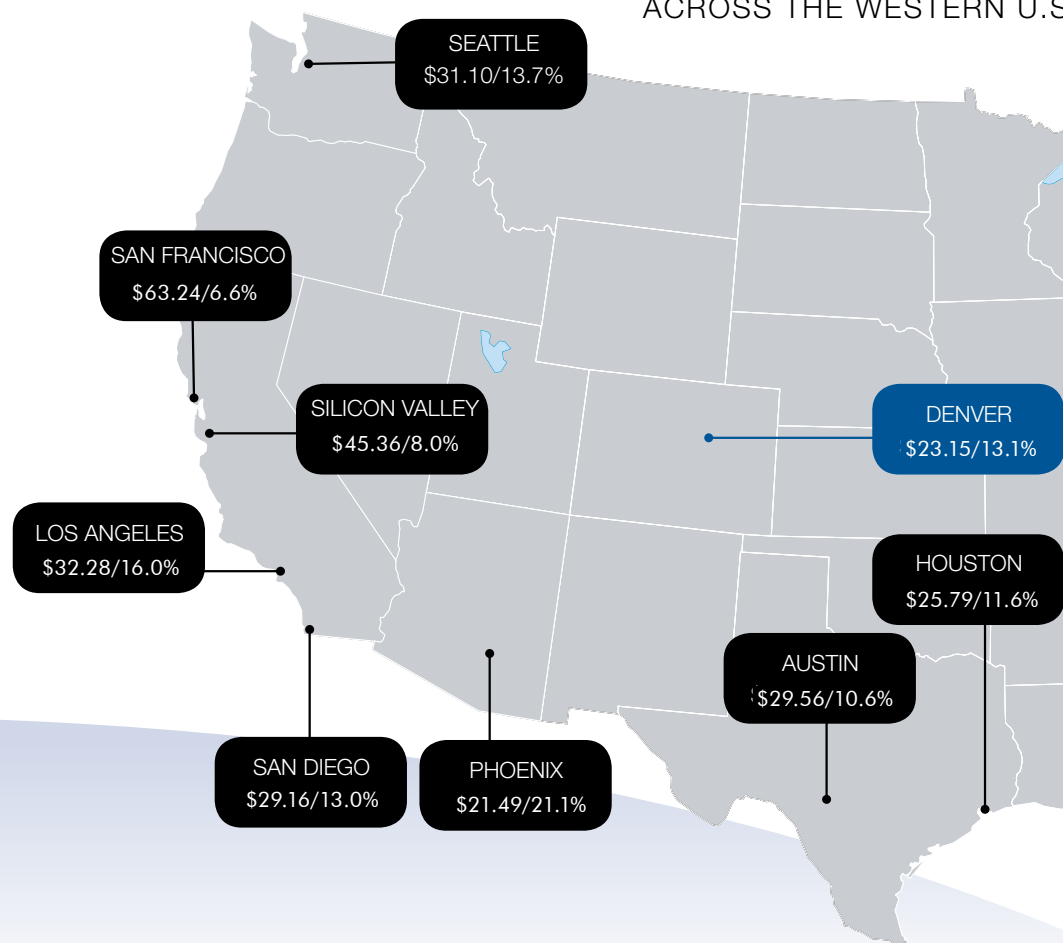 ACROSS THE WESTERN U.S
SEATTLE
$31.10/13.7%
SAN FRANCISCO
$63.24/6.6%
SILICON VALLEY
$45.36/8.0%
DENVER
$23.15/13.1%
LOS ANGELES
$32.28/16.0%
HOUSTON
$25.79/11.6%
AUSTIN
$29.56/10.6%
SAN DIEGO
$29.16/13.0%
PHOENIX
$21.49/21.1%